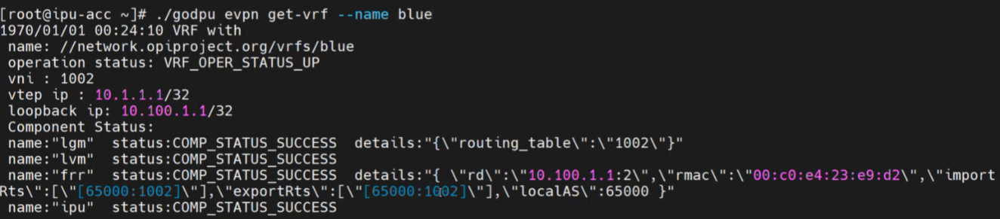 [root@ipu-acc ~]# ./godpu evpn get-vrf --name blue
1970/01/01 00:24:10 VRF with
name: //network.opiproject.org/vrfs/blue
operation status: VRF_OPER_STATUS_UP
vni : 1002
vtep ip : 10.1.1.1/32
loopback ip: 10.100.1.1/32
Component Status:
name:"lgm"  status:COMP_STATUS_SUCCESS  details:"{\"routing_table\":\"1002\"}"
name:"lvm"  status:COMP_STATUS_SUCCESS
name:"frr"  status:COMP_STATUS_SUCCESS  details:"{ \"rd\":\"10.100.1.1:2\",\"rmac\":\"00:c0:e4:23:e9:d2\",\"import
Rts\":[\"[65000:1002]\"],\"exportRts\":[\"[65000:1002]\"],\"localAS\":65000 }"
name:"ipu"  status:COMP_STATUS_SUCCESS